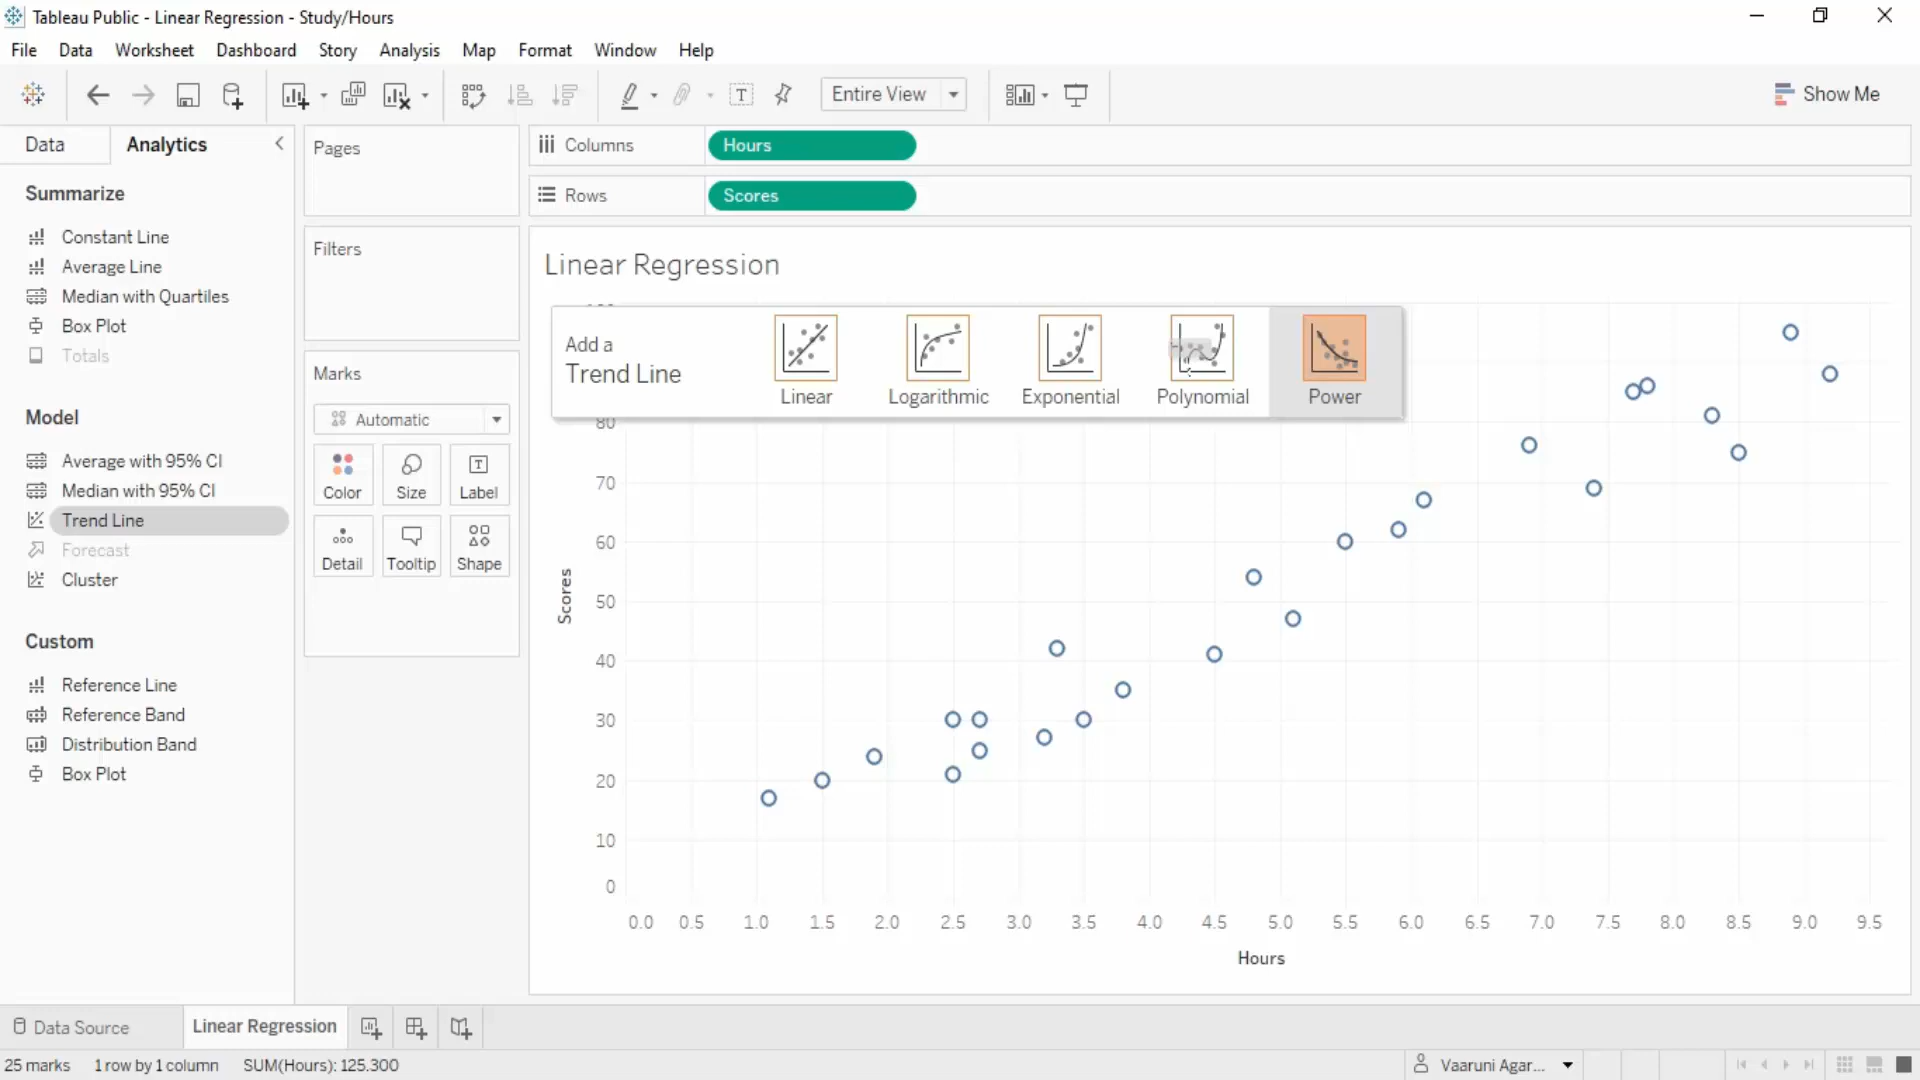 Tableau Public - Linear Regression - Study/Hours
File Data Worksheet Dashboard Story Analysis Map Format Window Help
Entire View
Show Me
Data Analytics
Summarize
Constant Line
Average Line
Median with Quartiles
Box Plot
Totals
Model
Average with 95% CI
Median with 95% CI
Trend Line
Forecast
Cluster
Custom
Reference Line
Reference Band
Distribution Band
Box Plot
Pages
Filters
Marks
Automatic
Color Size Label
Detail Tooltip Shape
Columns Hours
Rows Scores
Linear Regression
Add a
Trend Line
Linear Logarithmic Exponential Polynomial Power
80
70
60
50
40
30
20
10
0
Scores
0.0 0.5 1.0 1.5 2.0 2.5 3.0 3.5 4.0 4.5 5.0 5.5 6.0 6.5 7.0 7.5 8.0 8.5 9.0 9.5
Hours
Data Source Linear Regression
25 marks 1 row by 1 column SUM(Hours): 125.300
Vaaruni Agar...